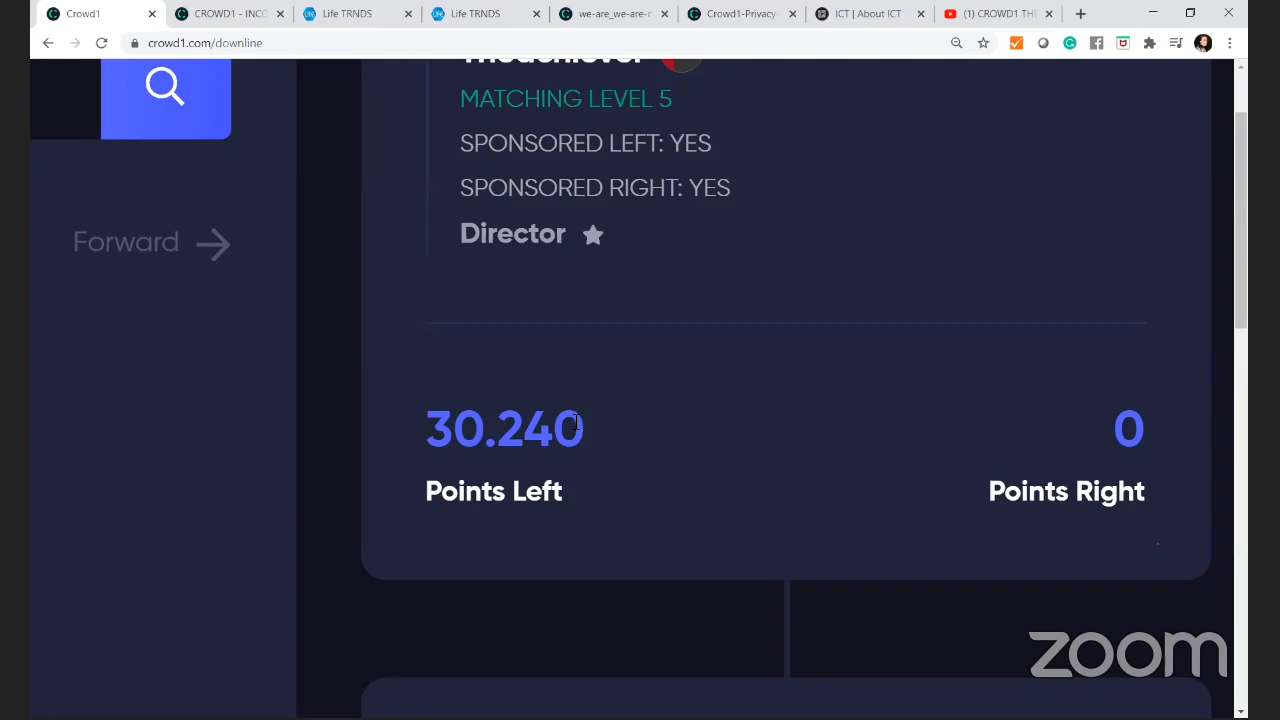 Crowd1
CROWD1 - INCC
Life TRNDS
Life TRNDS
we-are_we-are-r
Crowd1 Privacy
ICT | About ICT
(1) CROWD1 THE
crowd1.com/downline
MATCHING LEVEL 5
SPONSORED LEFT: YES
SPONSORED RIGHT: YES
Director
Forward
30.240
0
Points Left
Points Right
zoom